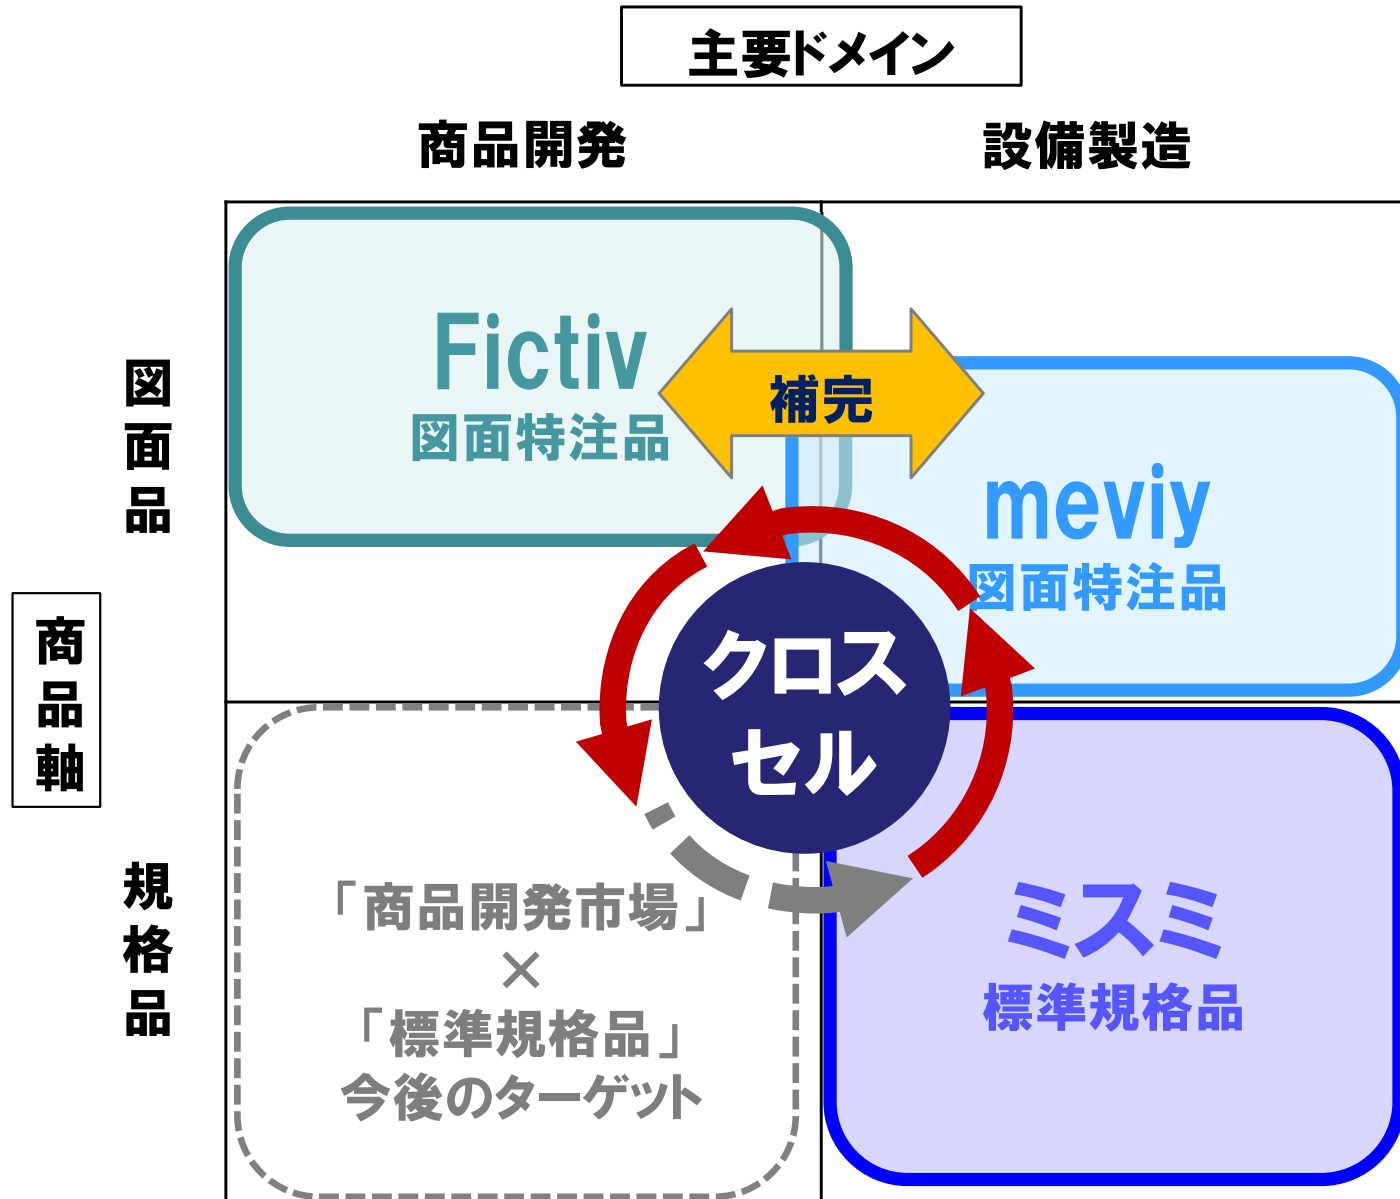 主要ドメイン
商品開発
設備製造
図面品
Fictiv
図面特注品
補完
meviy
図面特注品
商品軸
クロス
セル
規格品
「商品開発市場」
×
「標準規格品」
今後のターゲット
ミスミ
標準規格品